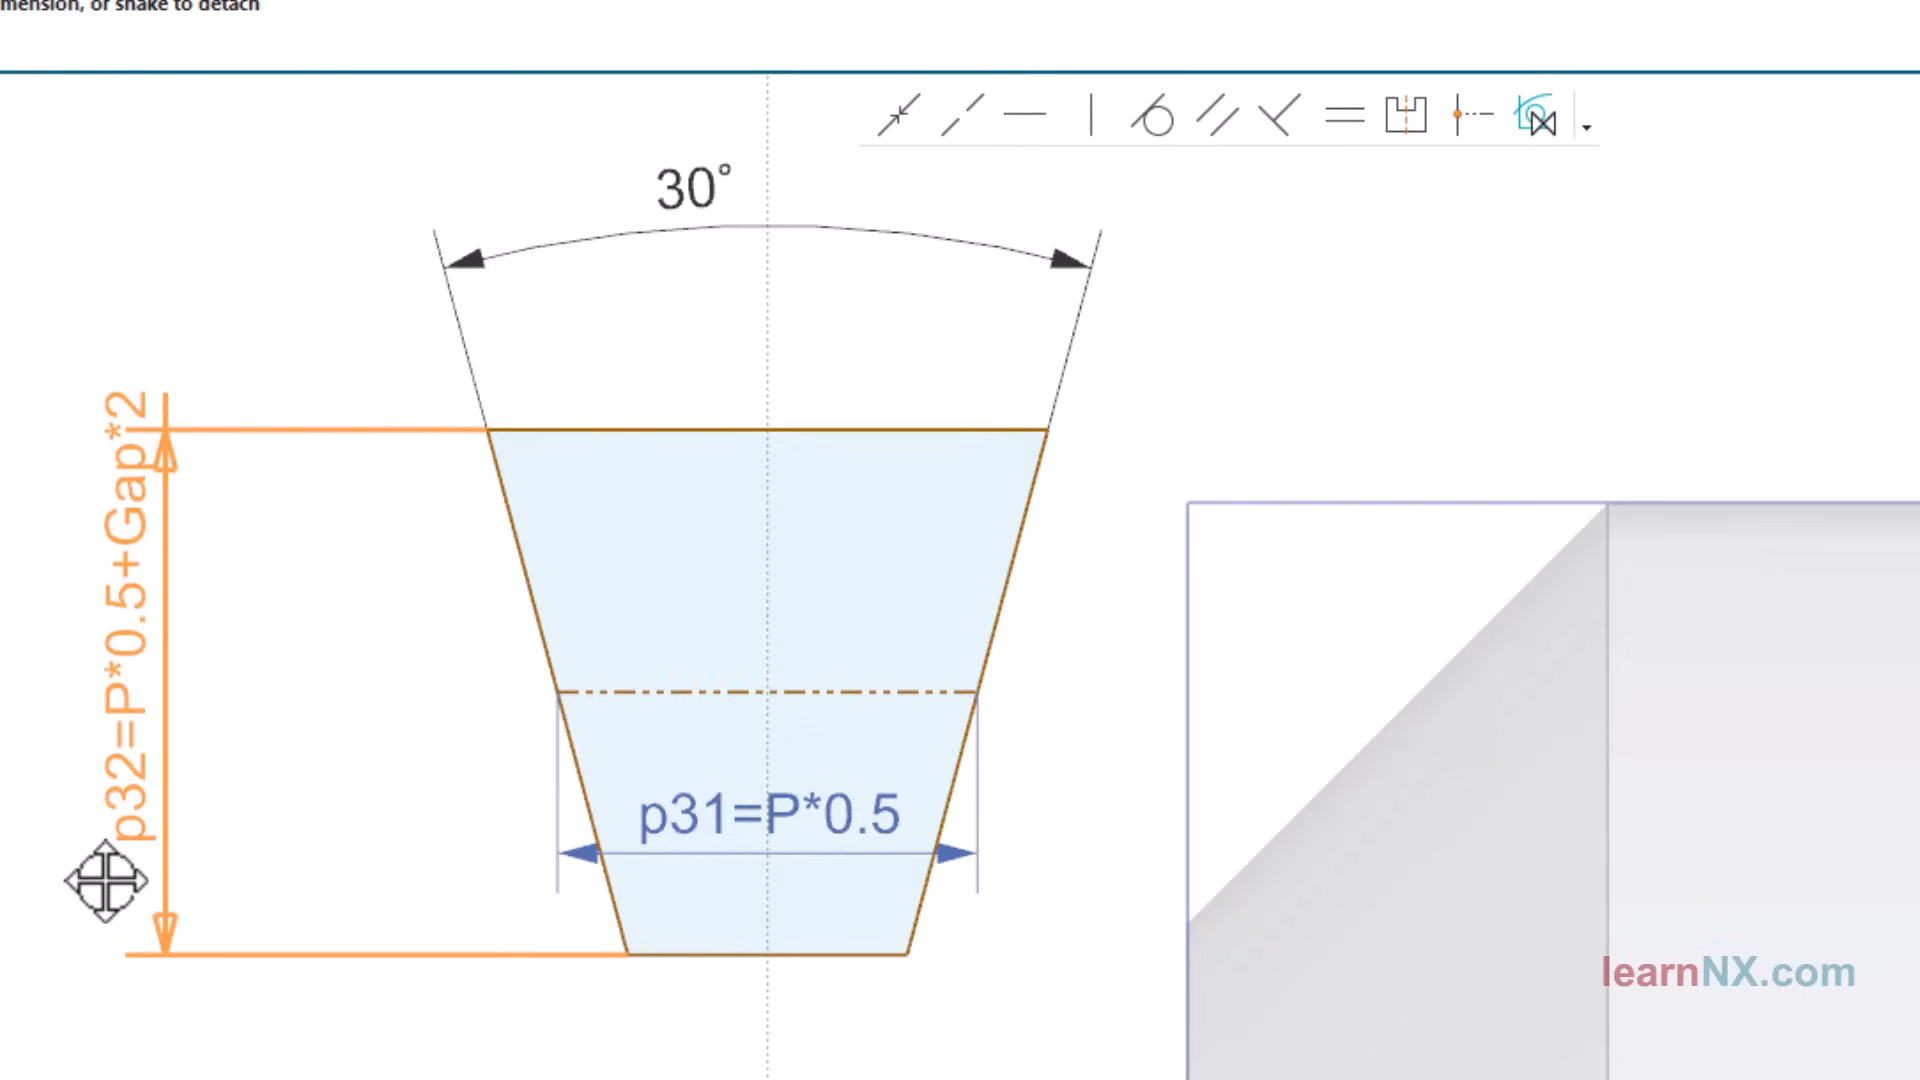 mension, or shake to detach
30°
p32=P*0.5+Gap*2
p31=P*0.5
learnNX.com